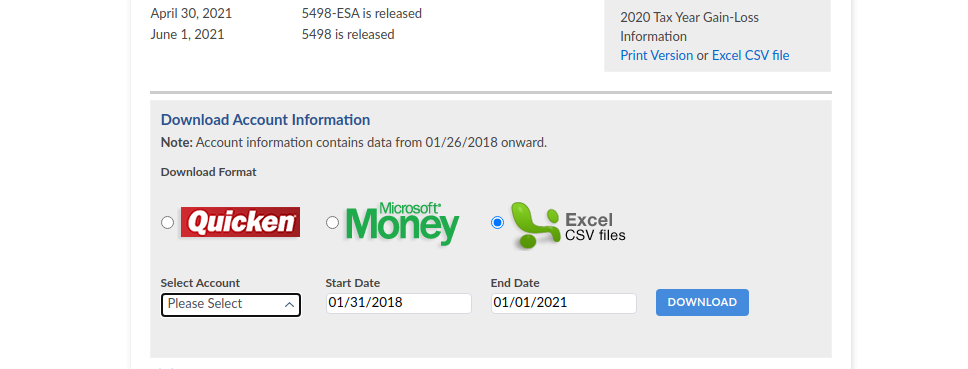 April 30, 2021 5498-ESA is released
June 1, 2021 5498 is released
2020 Tax Year Gain-Loss
Information
Print Version or Excel CSV file
Download Account Information
Note: Account information contains data from 01/26/2018 onward.
Download Format
Quicken
Microsoft®
Money
Excel
CSV files
Select Account Start Date End Date
Please Select 01/31/2018 01/01/2021 DOWNLOAD